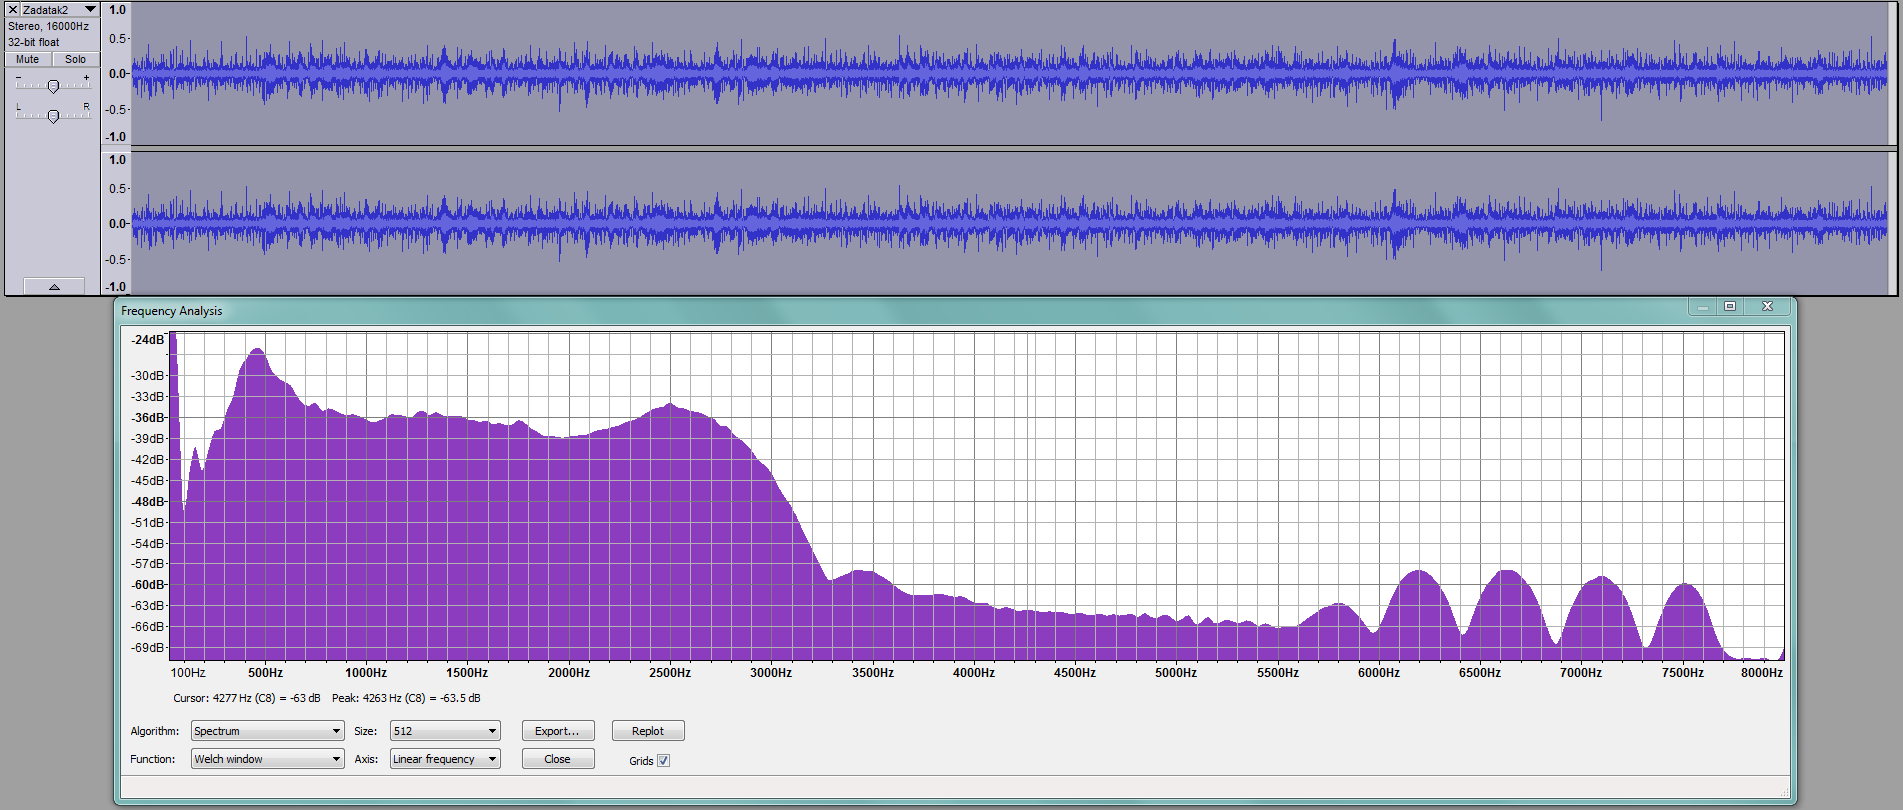 Zadatak2
Stereo, 16000Hz
32-bit float
Mute Solo
- +
L R
1.0
0.5
0.0
-0.5
-1.0
1.0
0.5
0.0
-0.5
-1.0
Frequency Analysis
-24dB
-30dB
-33dB
-36dB
-39dB
-42dB
-45dB
-48dB
-51dB
-54dB
-57dB
-60dB
-63dB
-66dB
-69dB
100Hz 500Hz 1000Hz 1500Hz 2000Hz 2500Hz 3000Hz 3500Hz 4000Hz 4500Hz 5000Hz 5500Hz 6000Hz 6500Hz 7000Hz 7500Hz 8000Hz
Cursor: 4277 Hz (C8) = -63 dB Peak: 4263 Hz (C8) = -63.5 dB
Algorithm: Spectrum Size: 512 Export... Replot
Function: Welch window Axis: Linear frequency Close Grids